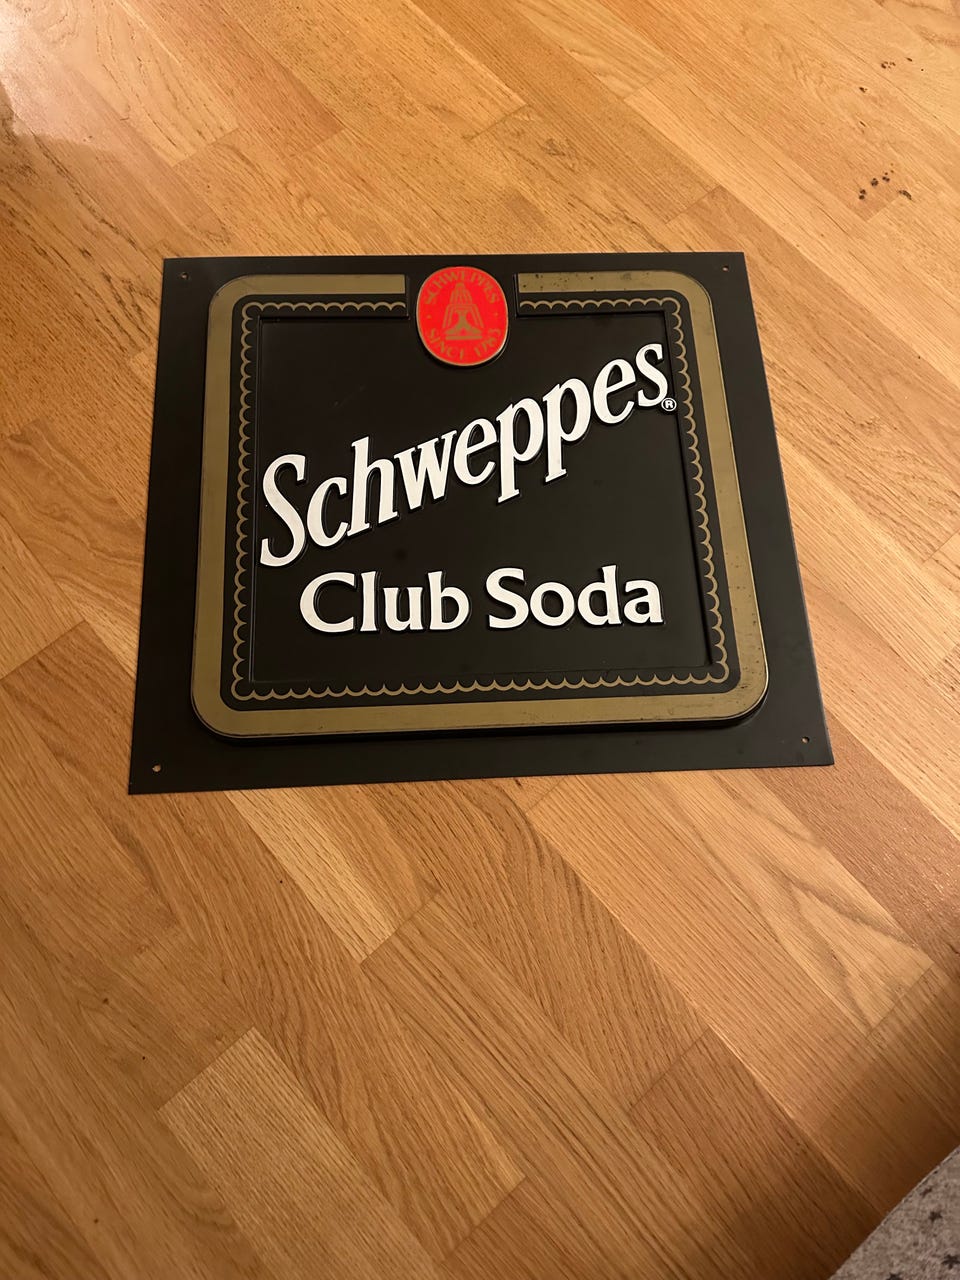 SCHWEPPES
SINCE 1783
Schweppes®
Club Soda